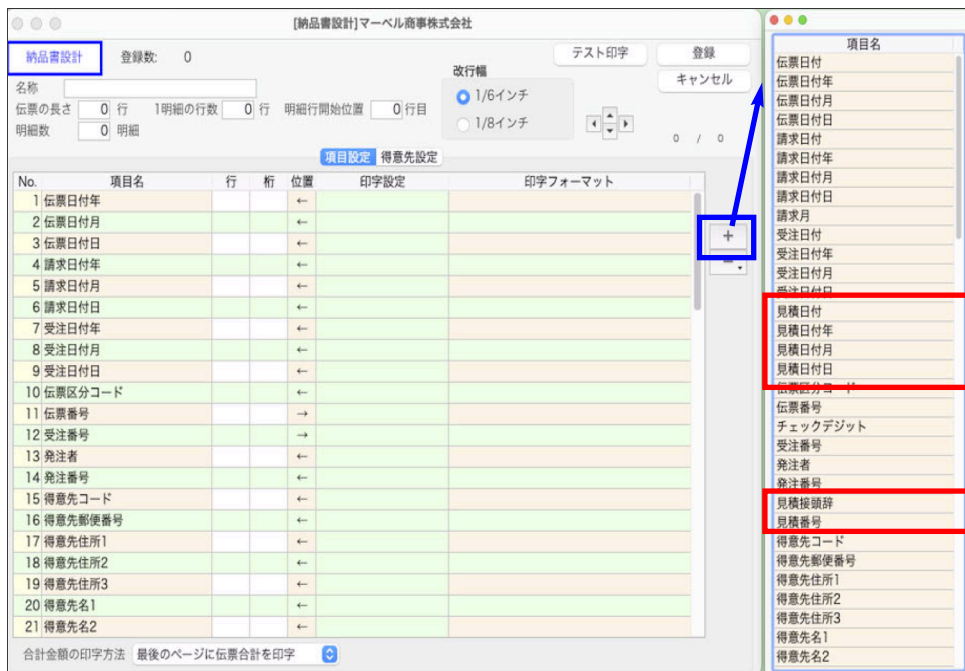 [納品書設計]マーベル商事株式会社
納品書設計 登録数: 0
テスト印字 登録
キャンセル
名称
改行幅
1/6インチ
1/8インチ
伝票の長さ 0 行 1明細の行数 0 行 明細行開始位置 0 行目
明細数 0 明細
0 / 0
項目設定 得意先設定
No. 項目名 行 桁 位置 印字設定 印字フォーマット
1 伝票日付年 ←
2 伝票日付月 ←
3 伝票日付日 ←
4 請求日付年 ←
5 請求日付月 ←
6 請求日付日 ←
7 受注日付年 ←
8 受注日付月 ←
9 受注日付日 ←
10 伝票区分コード ←
11 伝票番号 →
12 受注番号 →
13 発注者 ←
14 発注番号 ←
15 得意先コード ←
16 得意先郵便番号 ←
17 得意先住所1 ←
18 得意先住所2 ←
19 得意先住所3 ←
20 得意先名1 ←
21 得意先名2 ←
合計金額の印字方法 最後のページに伝票合計を印字
+
−
項目名
伝票日付
伝票日付年
伝票日付月
伝票日付日
請求日付
請求日付年
請求日付月
請求日付日
請求月
受注日付
受注日付年
受注日付月
受注日付日
見積日付
見積日付年
見積日付月
見積日付日
伝票区分コード
伝票番号
チェックデジット
受注番号
発注者
発注番号
見積接頭辞
見積番号
得意先コード
得意先郵便番号
得意先住所1
得意先住所2
得意先住所3
得意先名1
得意先名2